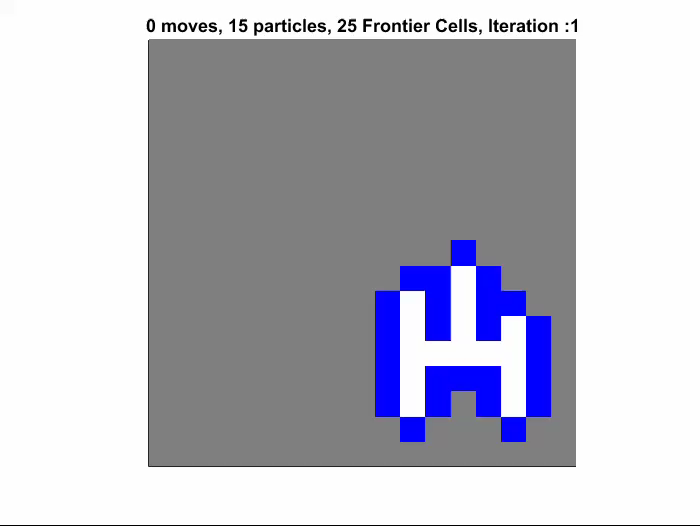 0 moves, 15 particles, 25 Frontier Cells, Iteration :1